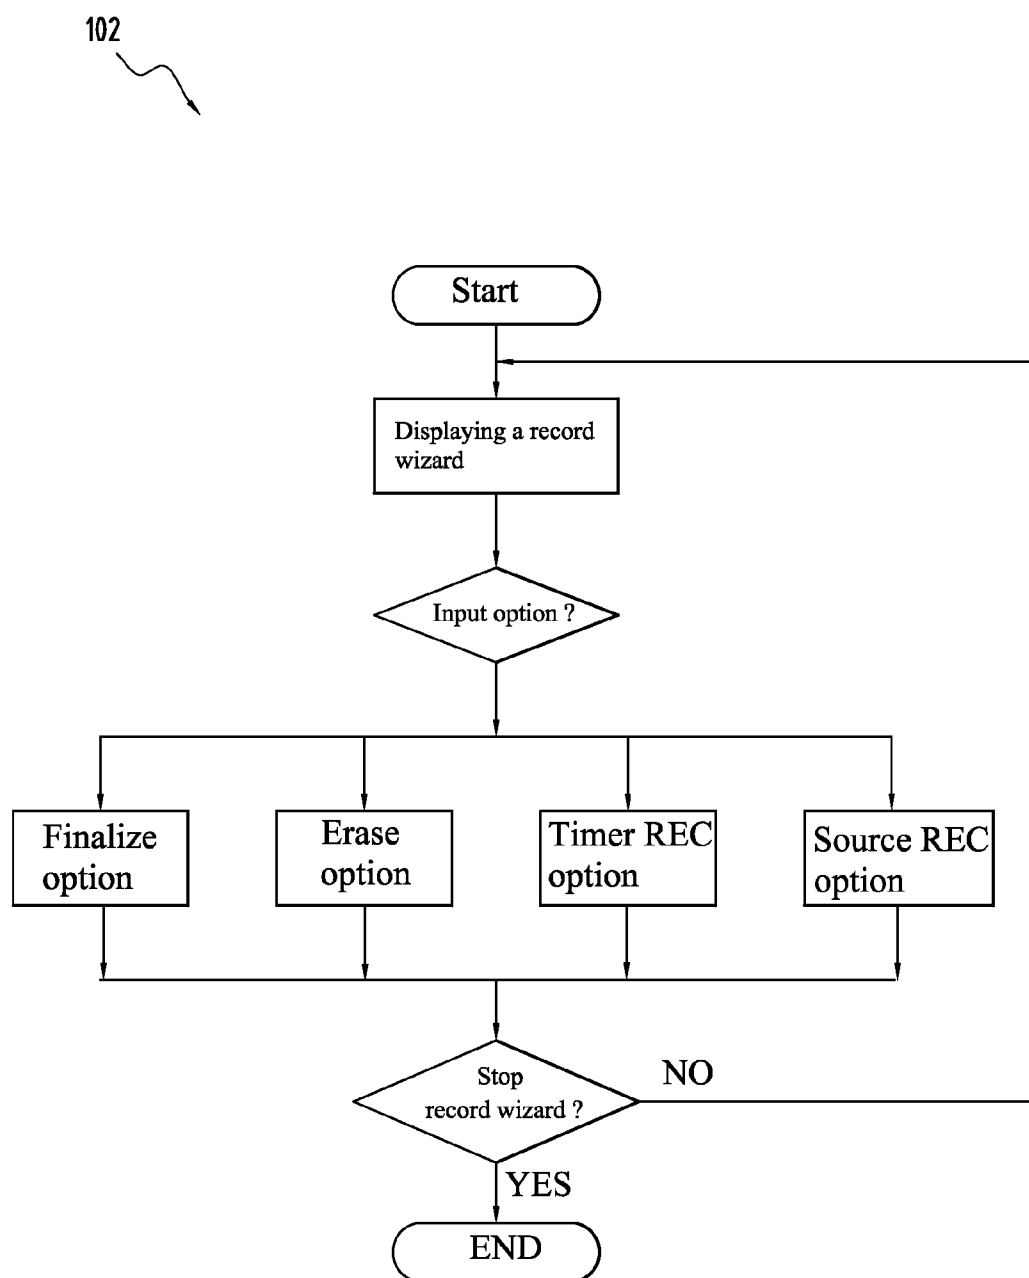 102
Start
Displaying a record
wizard
Input option ?
Finalize
option
Erase
option
Timer REC
option
Source REC
option
Stop
record wizard ?
NO
YES
END